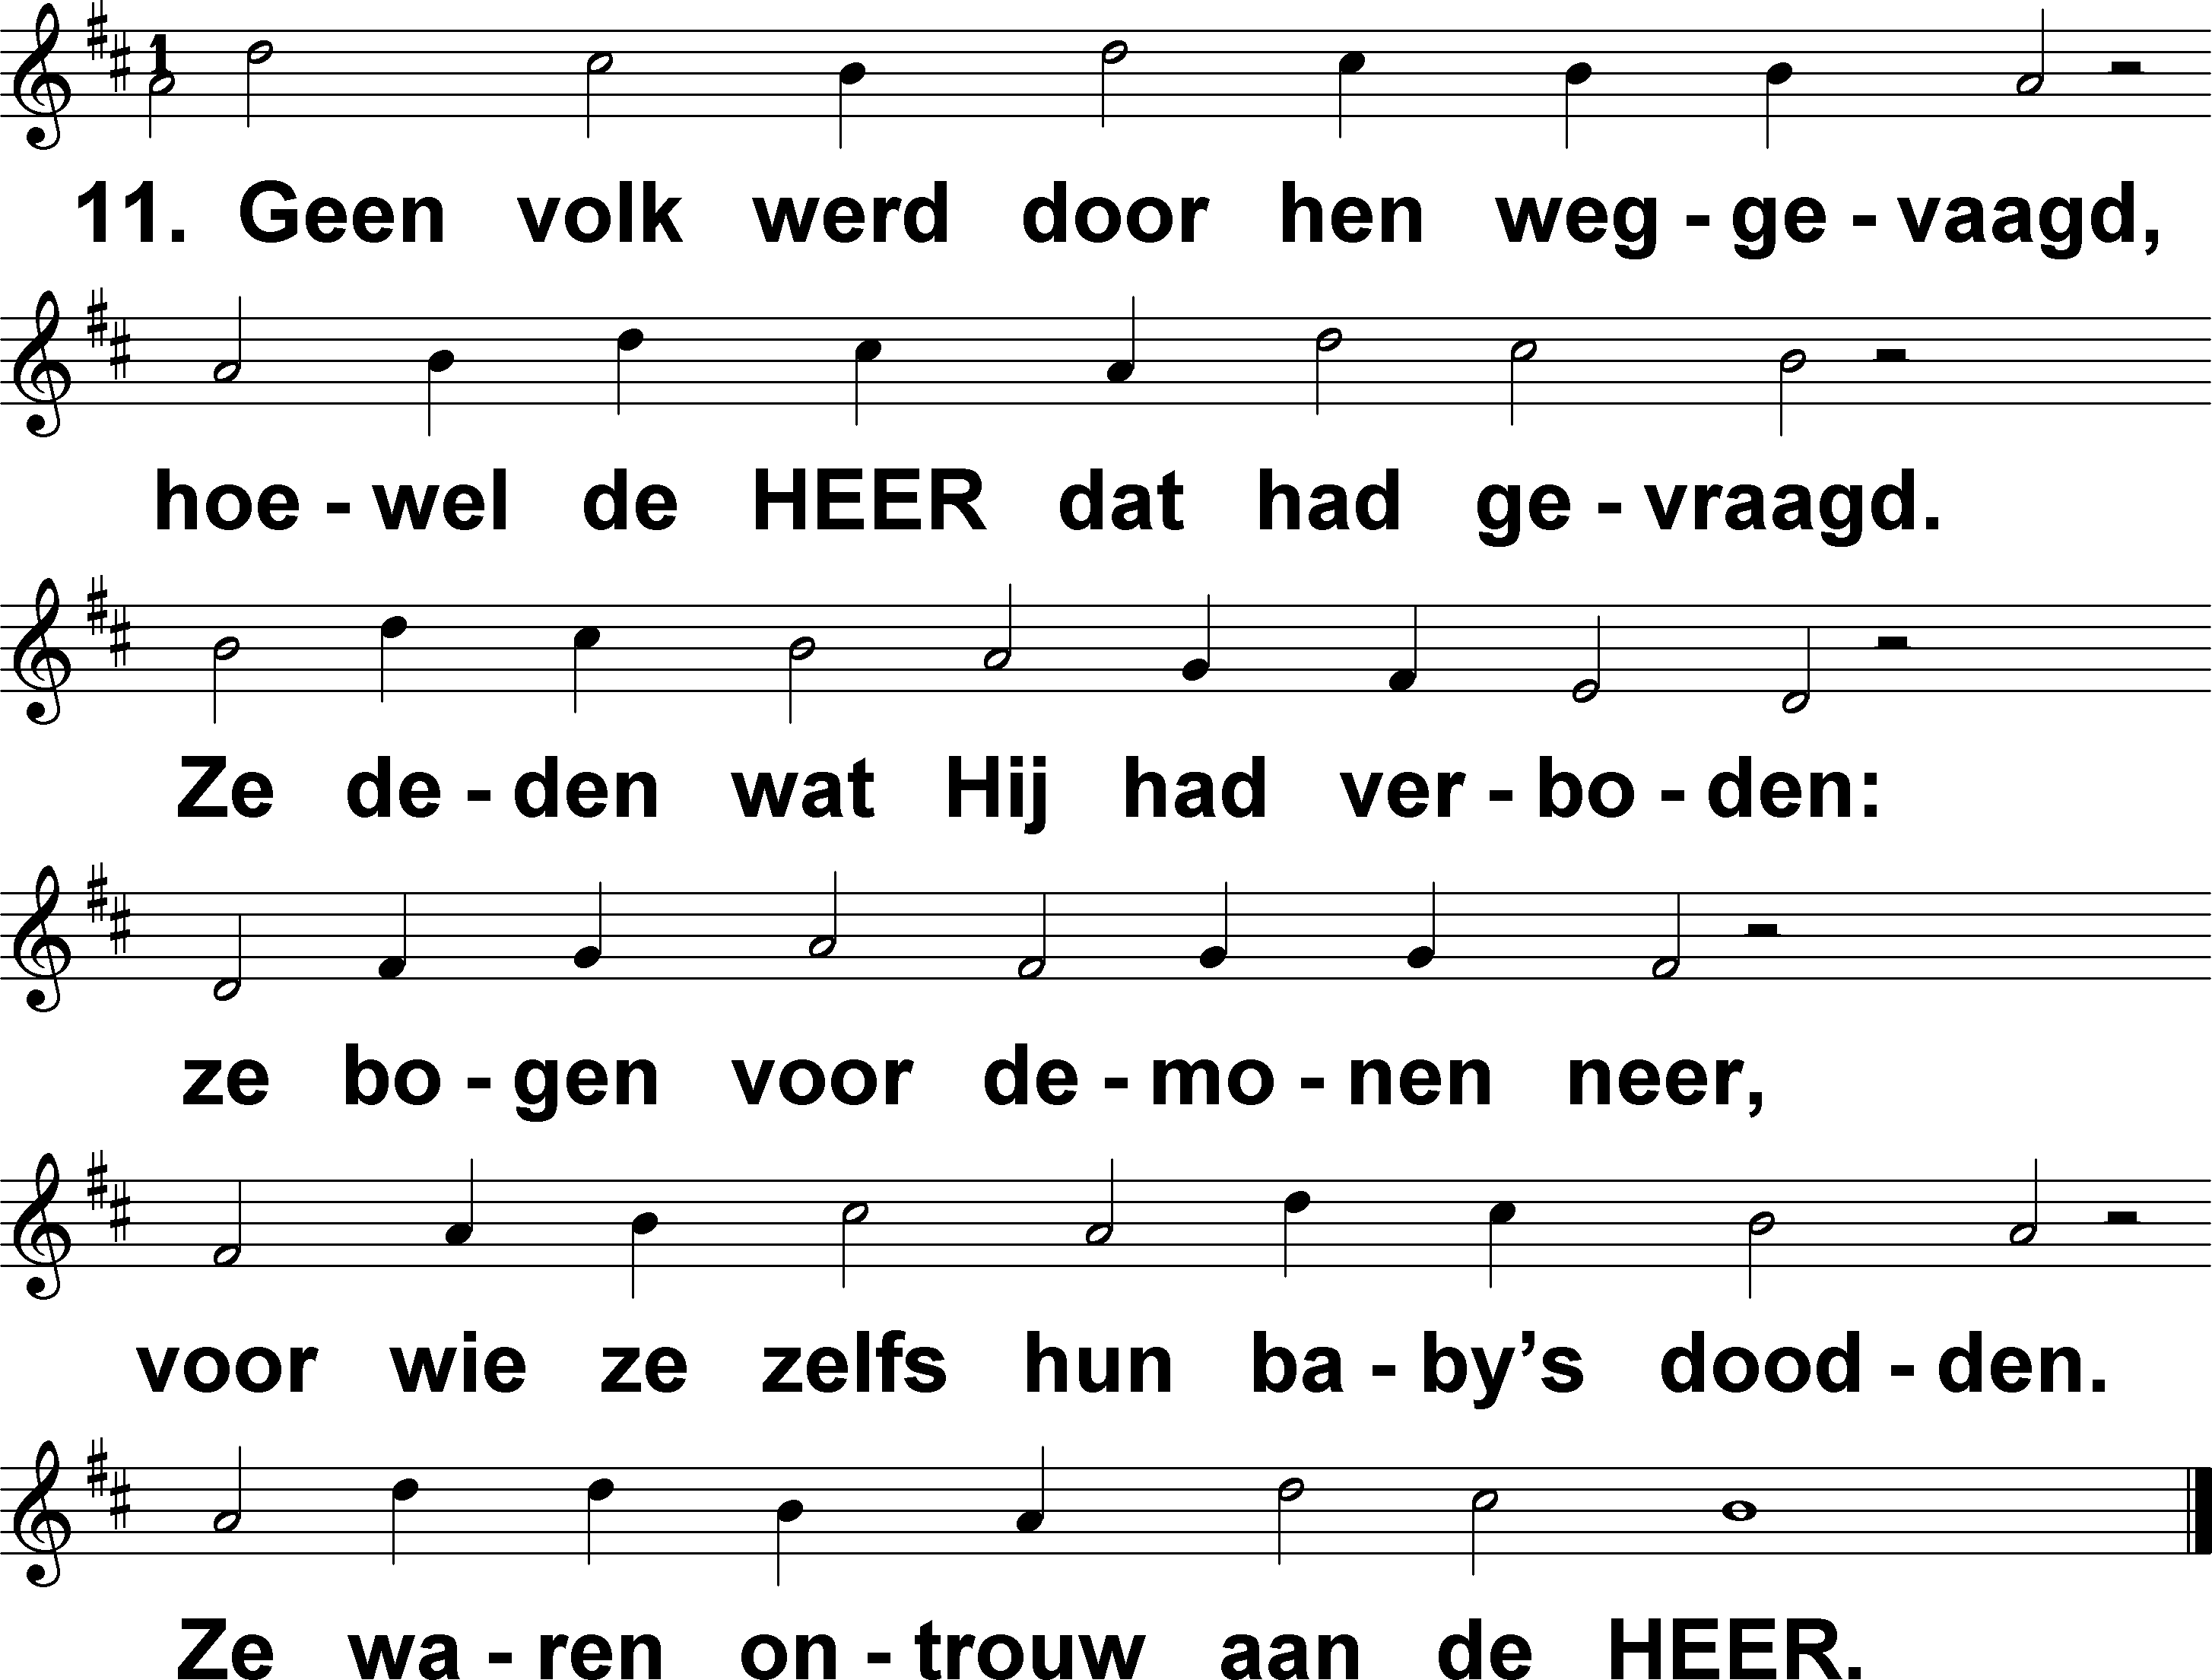 1
11. Geen volk werd door hen weg - ge - vaagd,
hoe - wel de HEER dat had ge - vraagd.
Ze de - den wat Hij had ver - bo - den:
ze bo - gen voor de - mo - nen neer,
voor wie ze zelfs hun ba - by’s dood - den.
Ze wa - ren on - trouw aan de HEER.